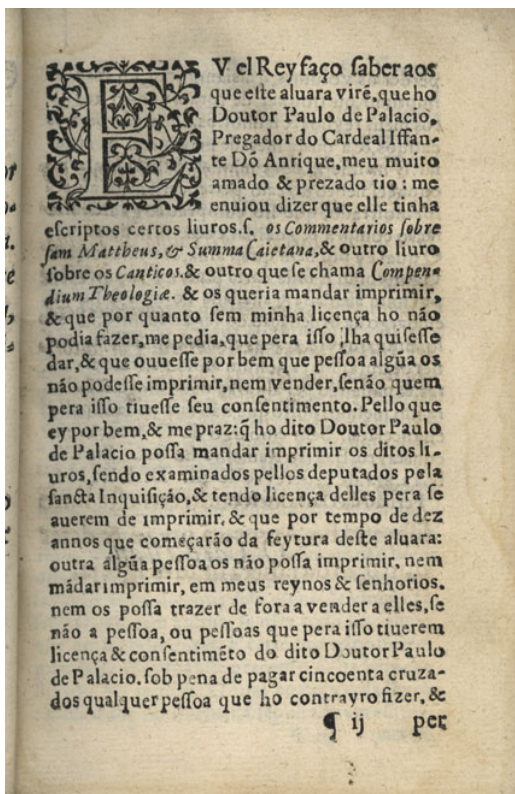 EV el Rey faço saber aos
que este aluara virẽ, que ho
Doutor Paulo de Palacio,
Pregador do Cardeal Iffan-
te Dõ Anrique, meu muito
amado & prezado tio : me
enuiou dizer que elle tinha
escriptos certos liuros.s. os Commentarios sobre
sam Mattheus, & Summa Caietana, & outro liuro
sobre os Canticos. & outro que se chama Compen-
dium Theologiæ. & os queria mandar imprimir,
& que por quanto sem minha licença ho não
podia fazer, me pedia, que pera isso lha quisesse
dar, & que ouuesse por bem que pessoa algũa os
não podesse imprimir, nem vender, senão quem
pera isso tiuesse seu consentimento. Pello que
ey por bem, & me praz: q̃ ho dito Doutor Paulo
de Palacio possa mandar imprimir os ditos li-
uros, sendo examinados pellos deputados pela
sancta Inquisição, & tendo licença delles pera se
auerem de imprimir, & que por tempo de dez
annos que começarão da feytura deste aluara:
outra algũa pessoa os não possa imprimir, nem
mãdar imprimir, em meus reynos & senhorios.
nem os possa trazer de fora a vender a elles, se
não a pessoa, ou pessoas que pera isso tiuerem
licença & consentimẽto do dito Doutor Paulo
de Palacio. sob pena de pagar cincoenta cruza-
dos qualquer pessoa que ho contrayro fizer, &
¶ ij per